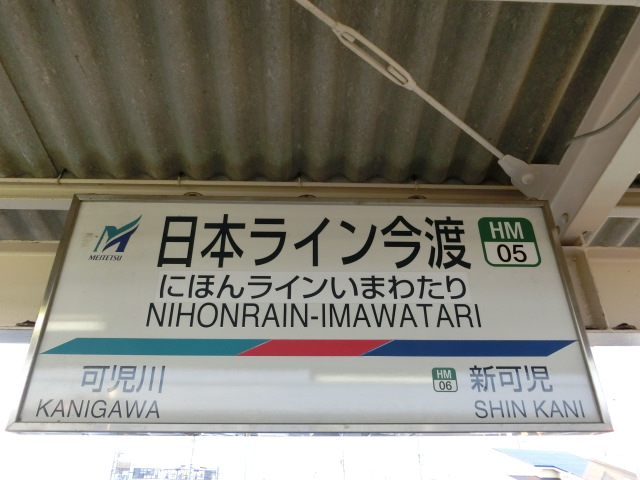 MEITETSU
日本ライン今渡
HM
05
にほんラインいまわたり
NIHONRAIN-IMAWATARI
可児川
KANIGAWA
HM
06
新可児
SHIN KANI